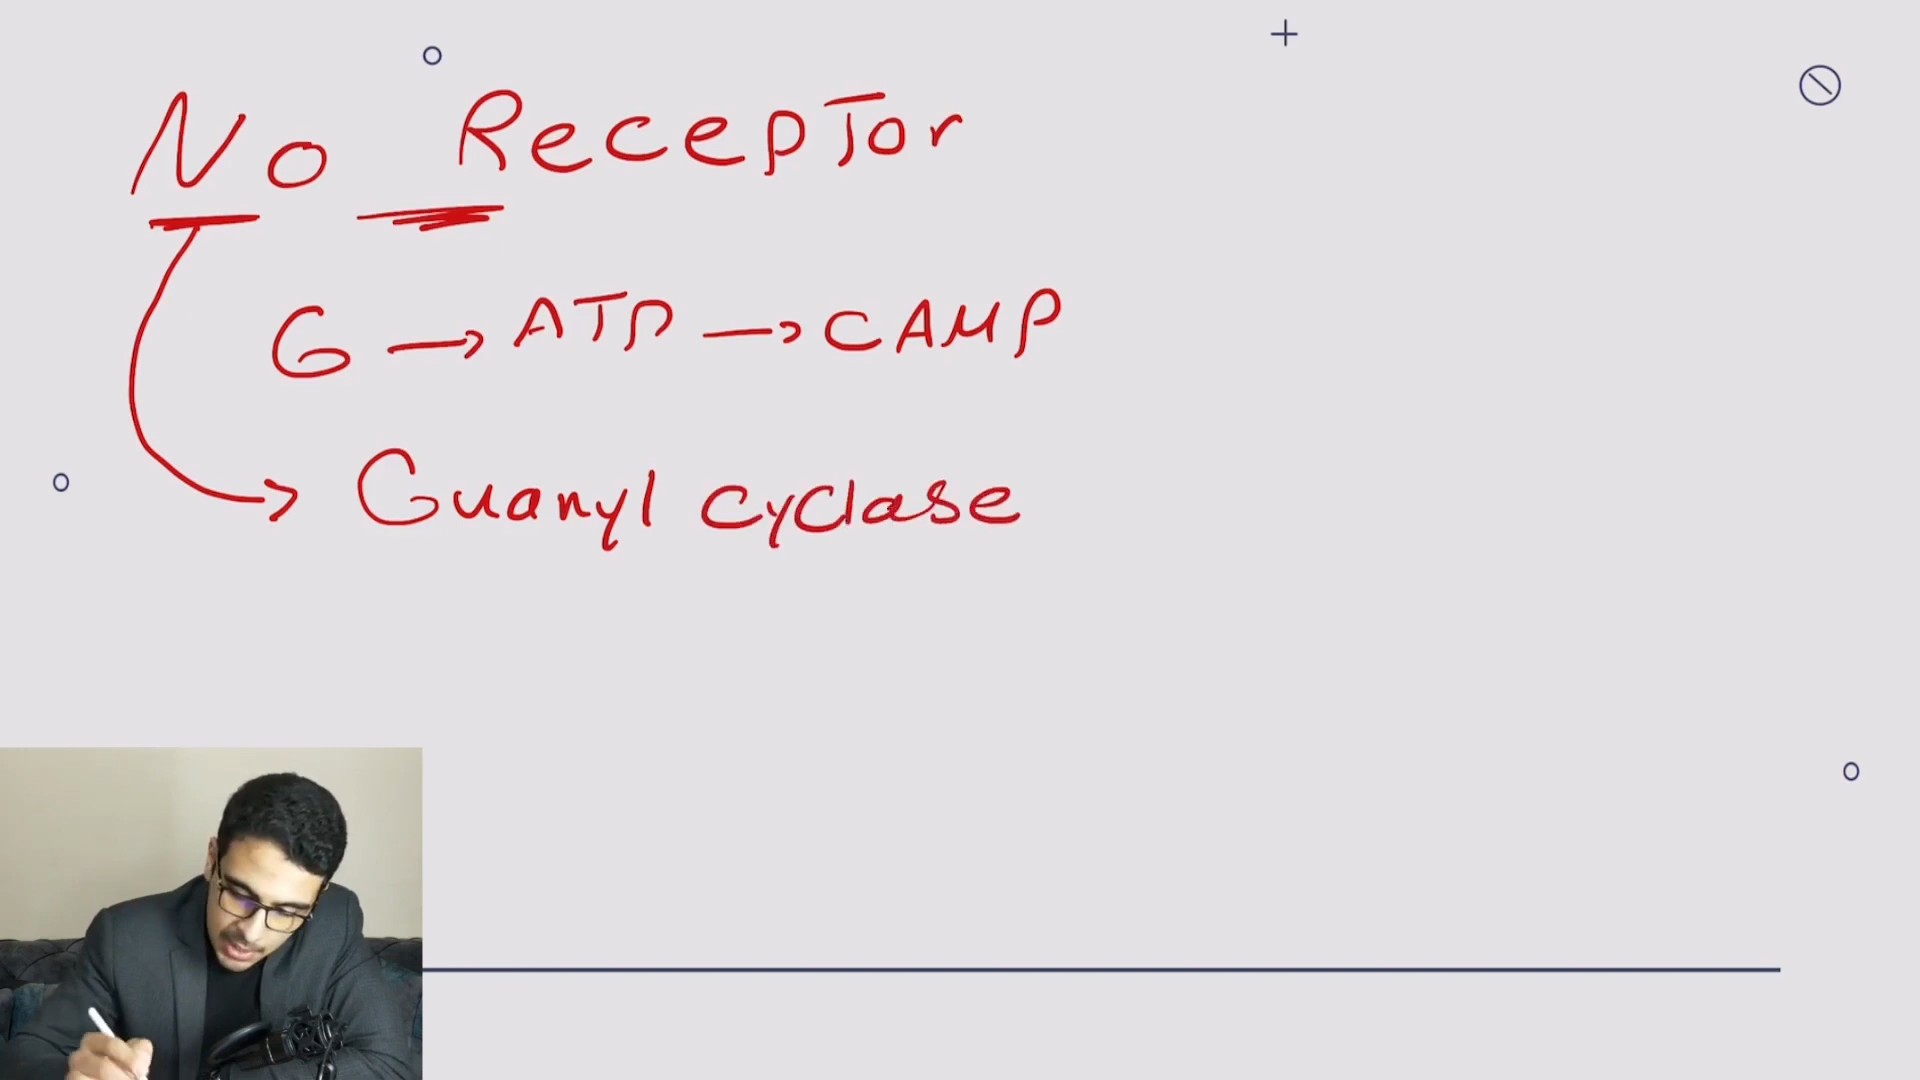 No Receptor
G → ATP → CAMP
Guanyl cyclase